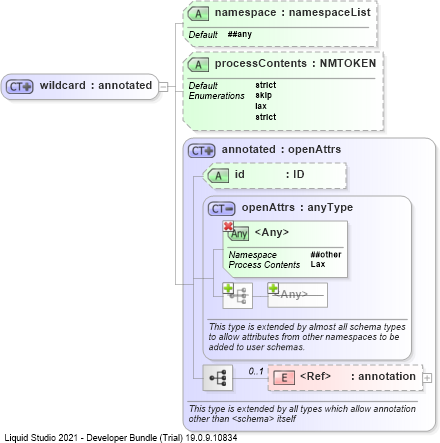 A namespace : namespaceList
Default ##any
A processContents : NMTOKEN
Default strict
Enumerations skip
lax
strict
CT wildcard : annotated
CT annotated : openAttrs
A id : ID
CT openAttrs : anyType
Any <Any>
Namespace ##other
Process Contents Lax
<Any>
This type is extended by almost all schema types
to allow attributes from other namespaces to be
added to user schemas.
0..1
E <Ref> : annotation
This type is extended by all types which allow annotation
other than <schema> itself
Liquid Studio 2021 - Developer Bundle (Trial) 19.0.9.10834